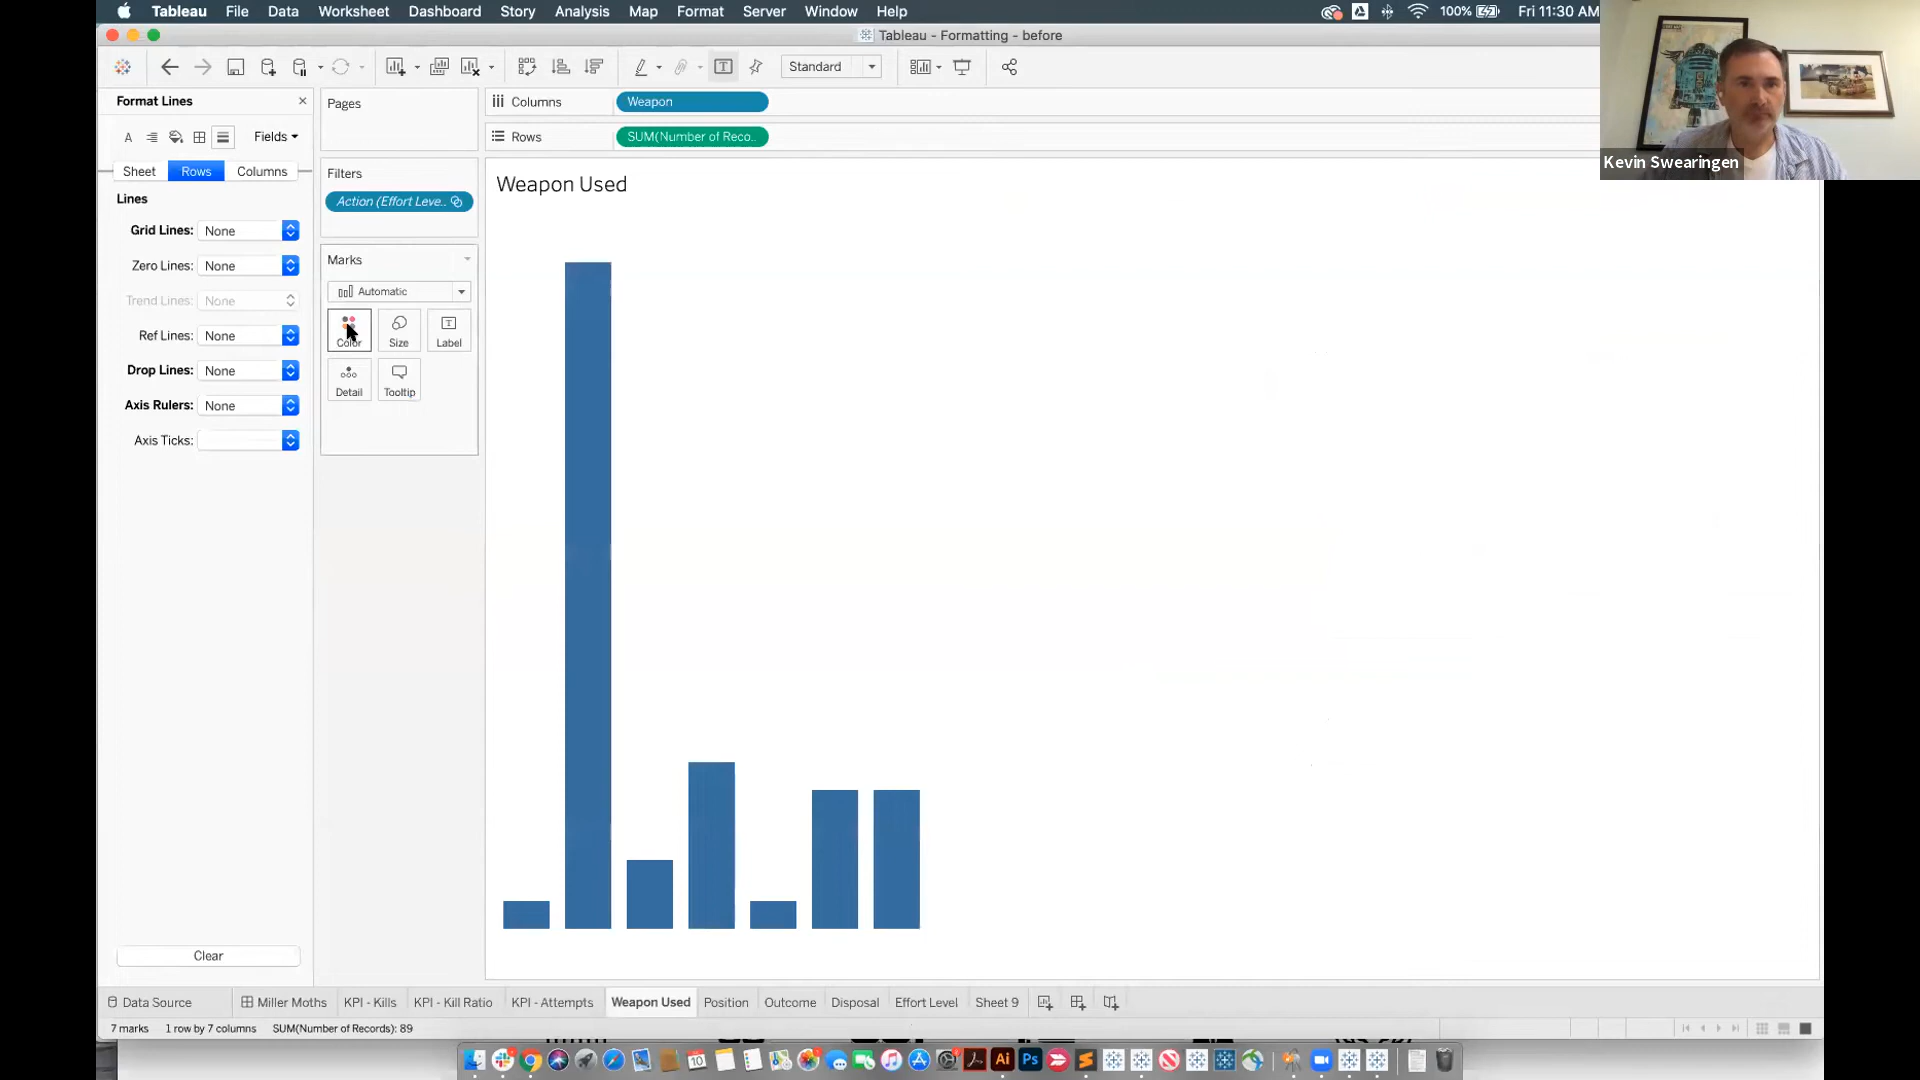 Tableau File Data Worksheet Dashboard Story Analysis Map Format Server Window Help 100% Fri 11:30 AM
Tableau - Formatting - before
Standard
Format Lines
Fields
Sheet Rows Columns
Lines
Grid Lines: None
Zero Lines: None
Trend Lines: None
Ref Lines: None
Drop Lines: None
Axis Rulers: None
Axis Ticks:
Clear
Pages
Filters
Action (Effort Leve..
Marks
Automatic
Color Size Label
Detail Tooltip
Columns Weapon
Rows SUM(Number of Reco..
Weapon Used
Kevin Swearingen
Data Source Miller Moths KPI - Kills KPI - Kill Ratio KPI - Attempts Weapon Used Position Outcome Disposal Effort Level Sheet 9
7 marks 1 row by 7 columns SUM(Number of Records): 89
10 Ai Ps